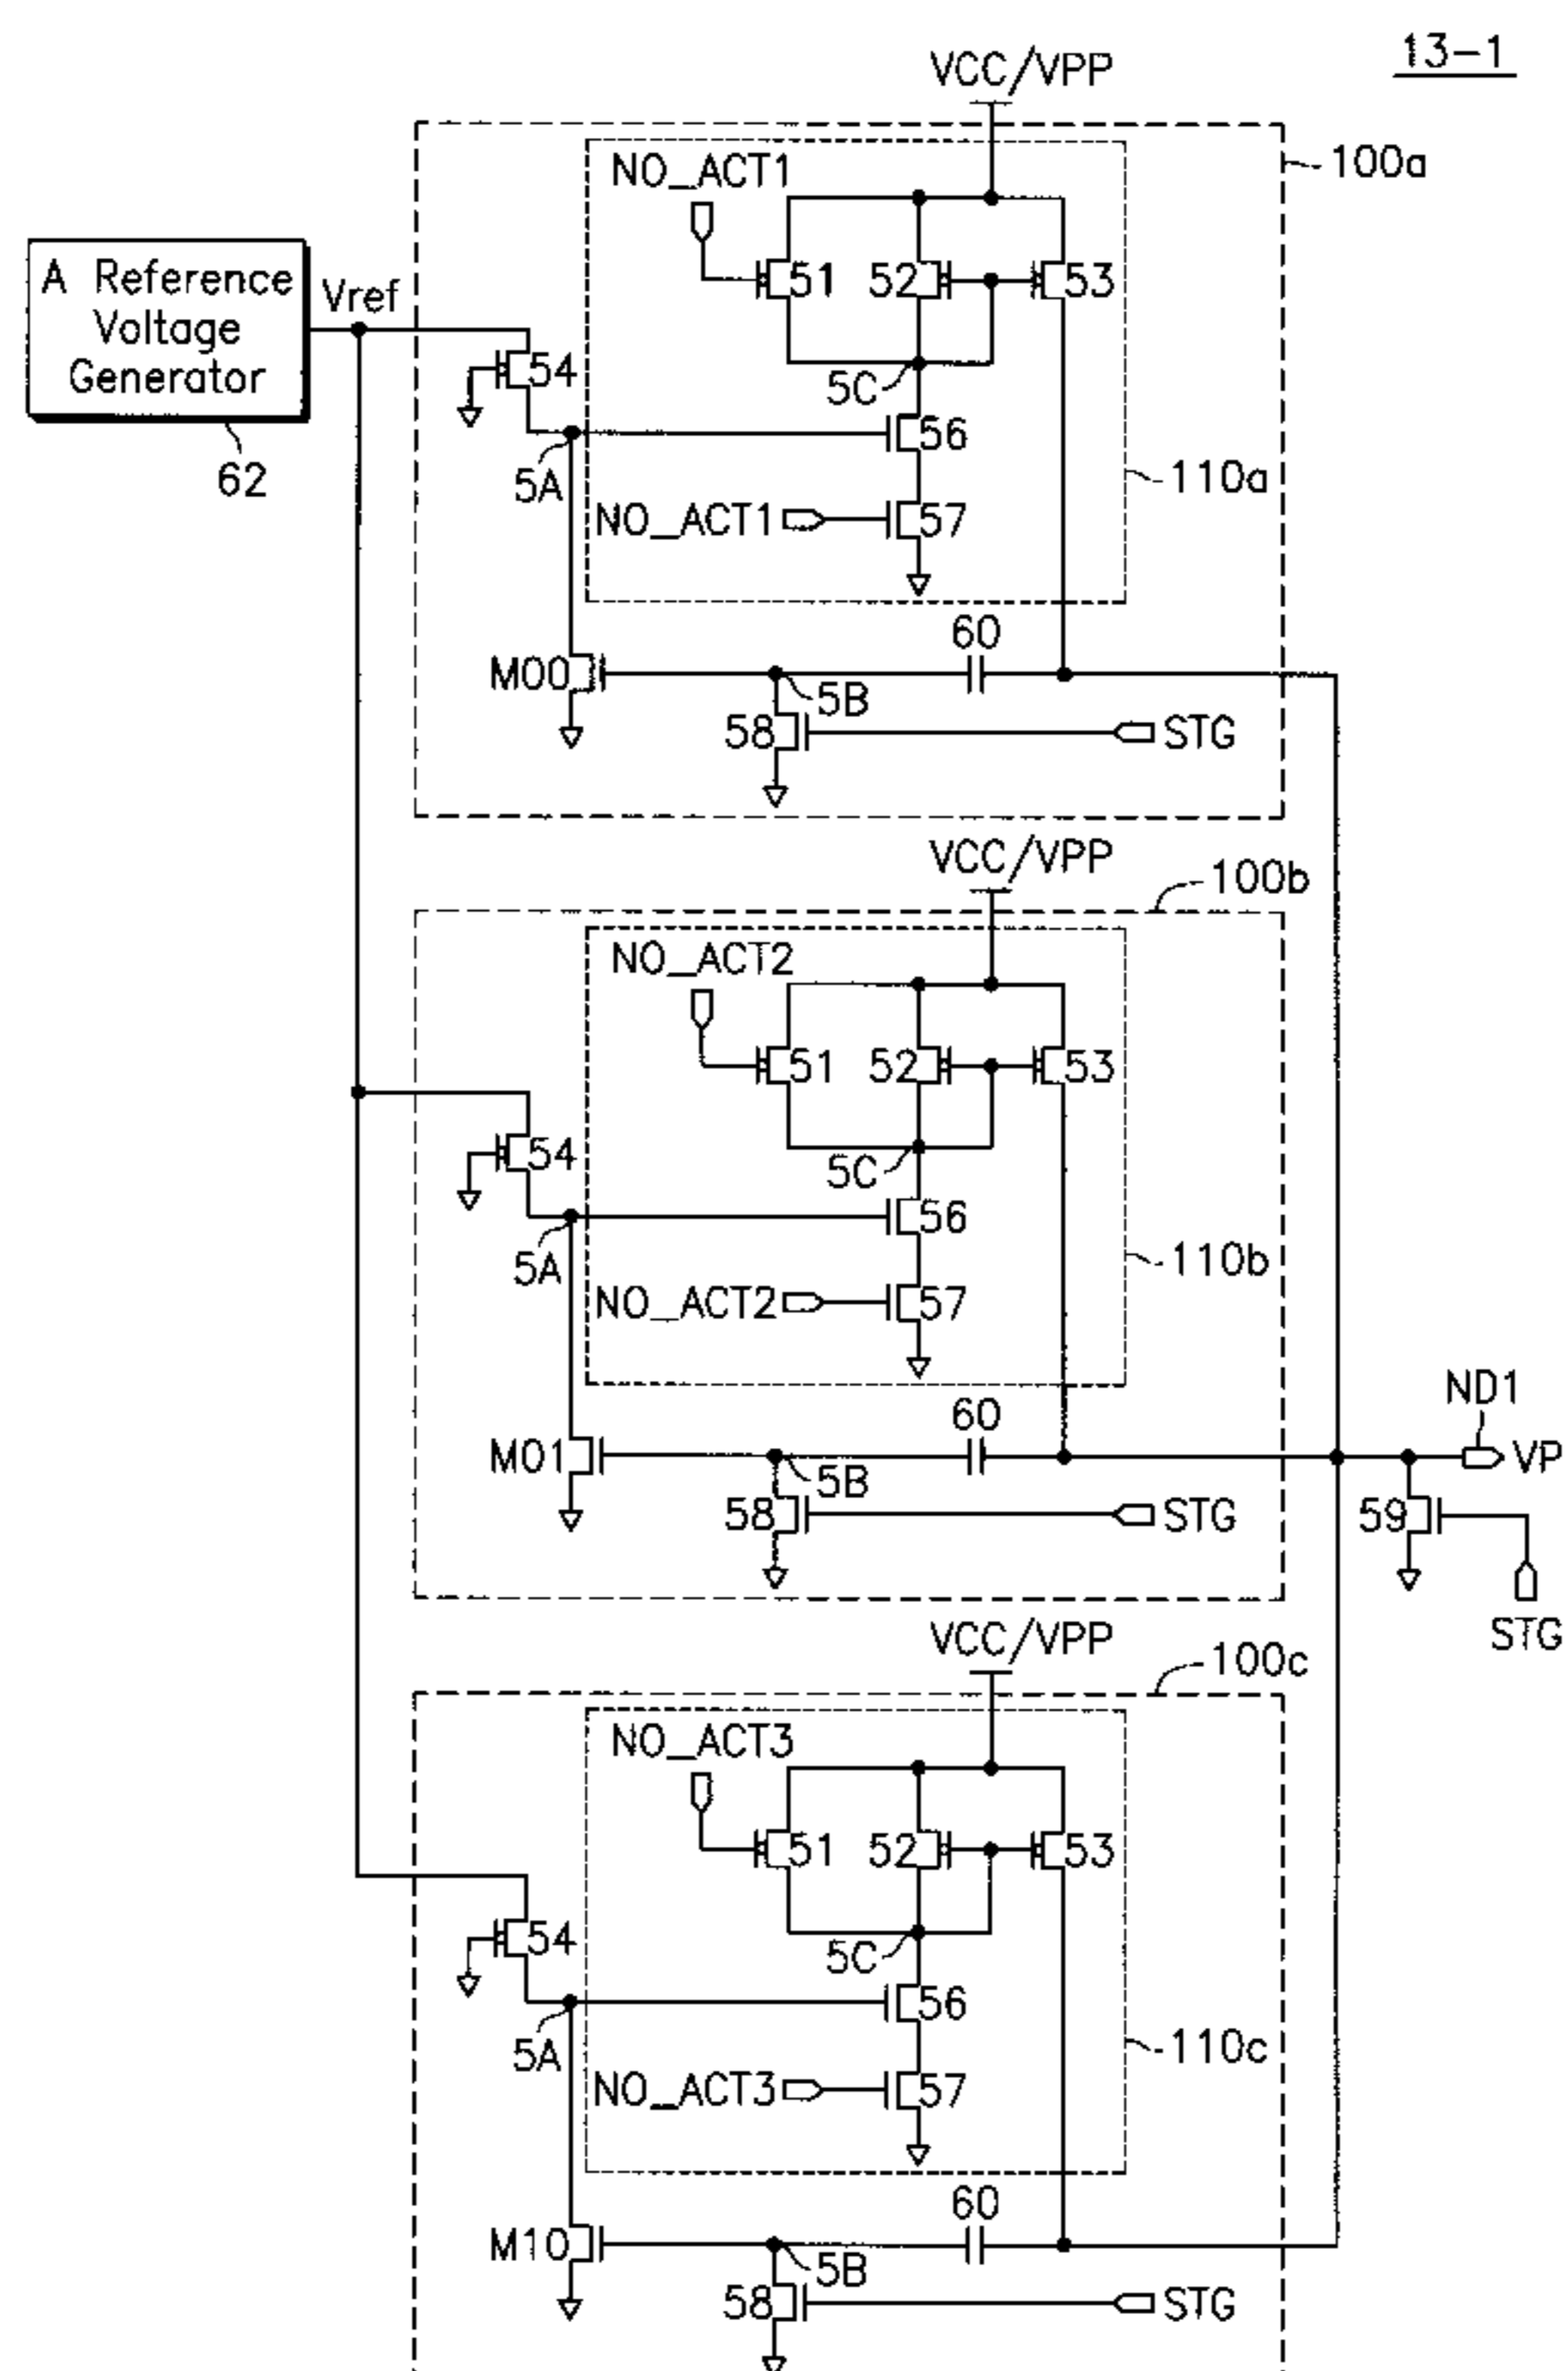 13-1
VCC/VPP
100a
NO_ACT1
A Reference
Voltage
Generator
Vref
51
52
53
54
5C
56
62
5A
110a
NO_ACT1
57
60
M00
5B
58
STG
VCC/VPP
100b
NO_ACT2
51
52
53
54
5C
56
5A
110b
NO_ACT2
57
60
ND1
M01
VP
5B
58
STG
59
STG
VCC/VPP
100c
NO_ACT3
51
52
53
54
5C
56
5A
110c
NO_ACT3
57
60
M10
5B
58
STG